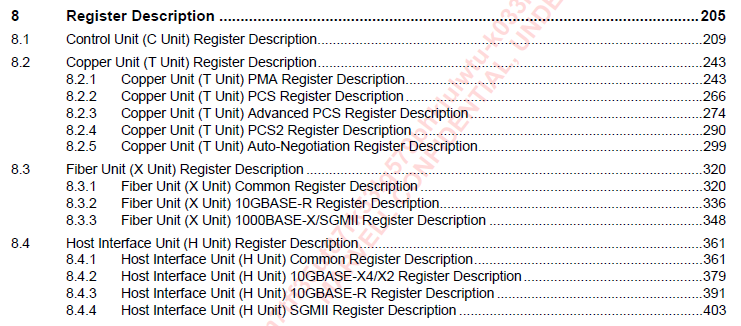 8 Register Description ........ 205
8.1 Control Unit (C Unit) Register Description........ 209
8.2 Copper Unit (T Unit) Register Description ........ 243
8.2.1 Copper Unit (T Unit) PMA Register Description........ 243
8.2.2 Copper Unit (T Unit) PCS Register Description ........ 266
8.2.3 Copper Unit (T Unit) Advanced PCS Register Description........ 274
8.2.4 Copper Unit (T Unit) PCS2 Register Description ........ 290
8.2.5 Copper Unit (T Unit) Auto-Negotiation Register Description........ 299
8.3 Fiber Unit (X Unit) Register Description ........ 320
8.3.1 Fiber Unit (X Unit) Common Register Description ........ 320
8.3.2 Fiber Unit (X Unit) 10GBASE-R Register Description ........ 336
8.3.3 Fiber Unit (X Unit) 1000BASE-X/SGMII Register Description ........ 348
8.4 Host Interface Unit (H Unit) Register Description........ 361
8.4.1 Host Interface Unit (H Unit) Common Register Description ........ 361
8.4.2 Host Interface Unit (H Unit) 10GBASE-X4/X2 Register Description ........ 379
8.4.3 Host Interface Unit (H Unit) 10GBASE-R Register Description ........ 391
8.4.4 Host Interface Unit (H Unit) SGMII Register Description ........ 403